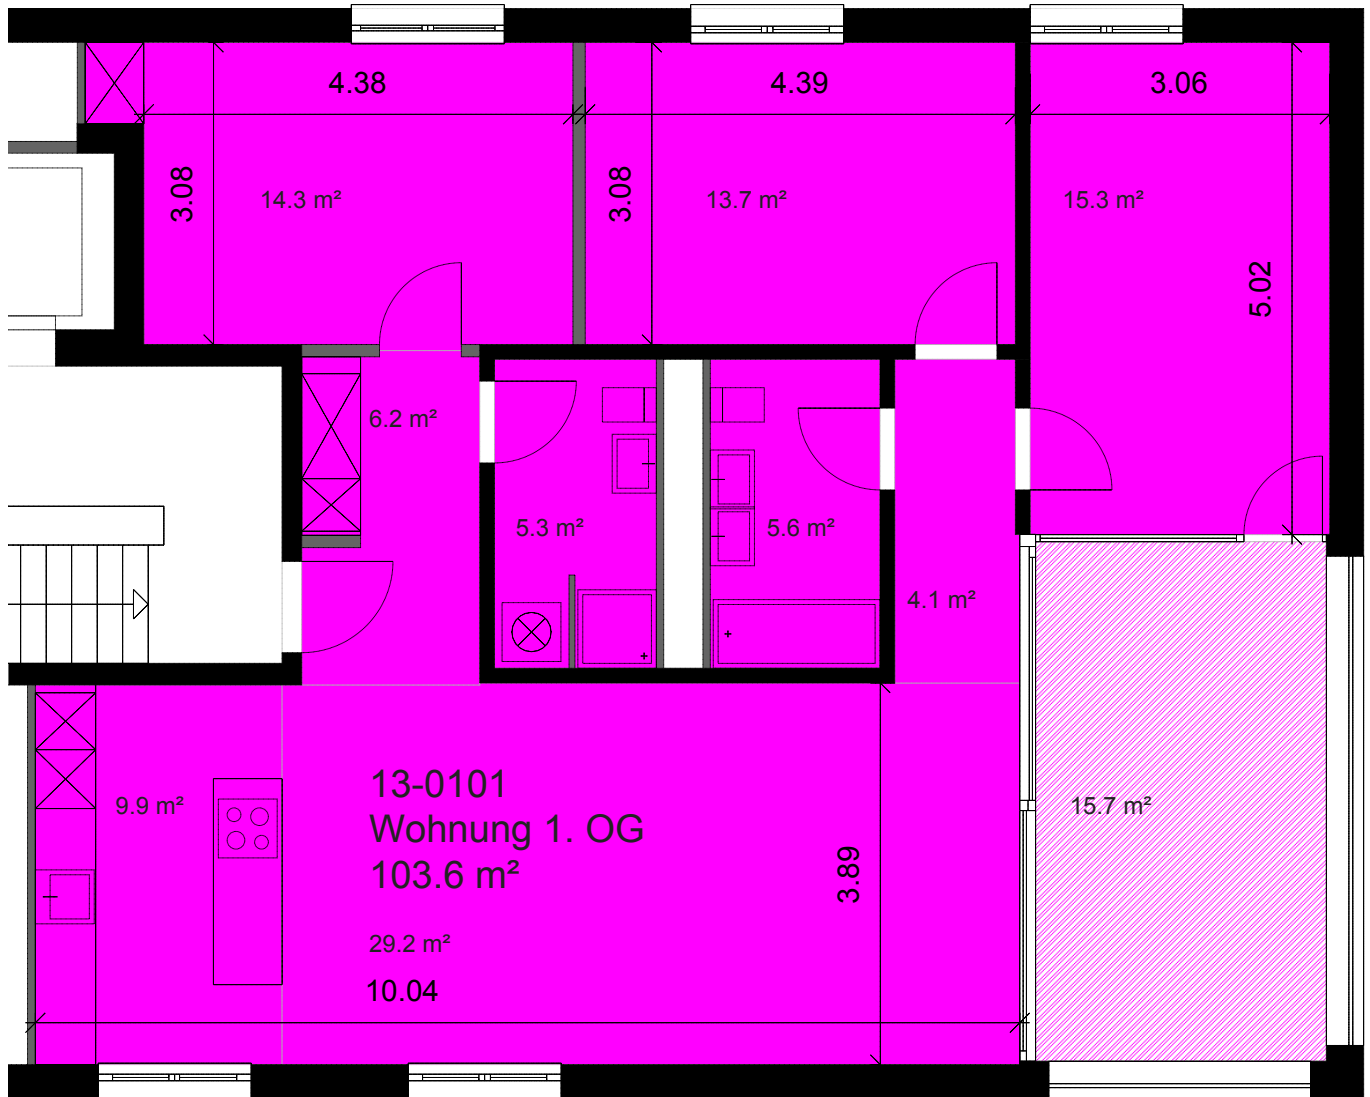 4.38
4.39
3.06
3.08
14.3 m²
3.08
13.7 m²
15.3 m²
5.02
6.2 m²
5.3 m²
5.6 m²
4.1 m²
13-0101
Wohnung 1. OG
103.6 m²
9.9 m²
15.7 m²
3.89
29.2 m²
10.04